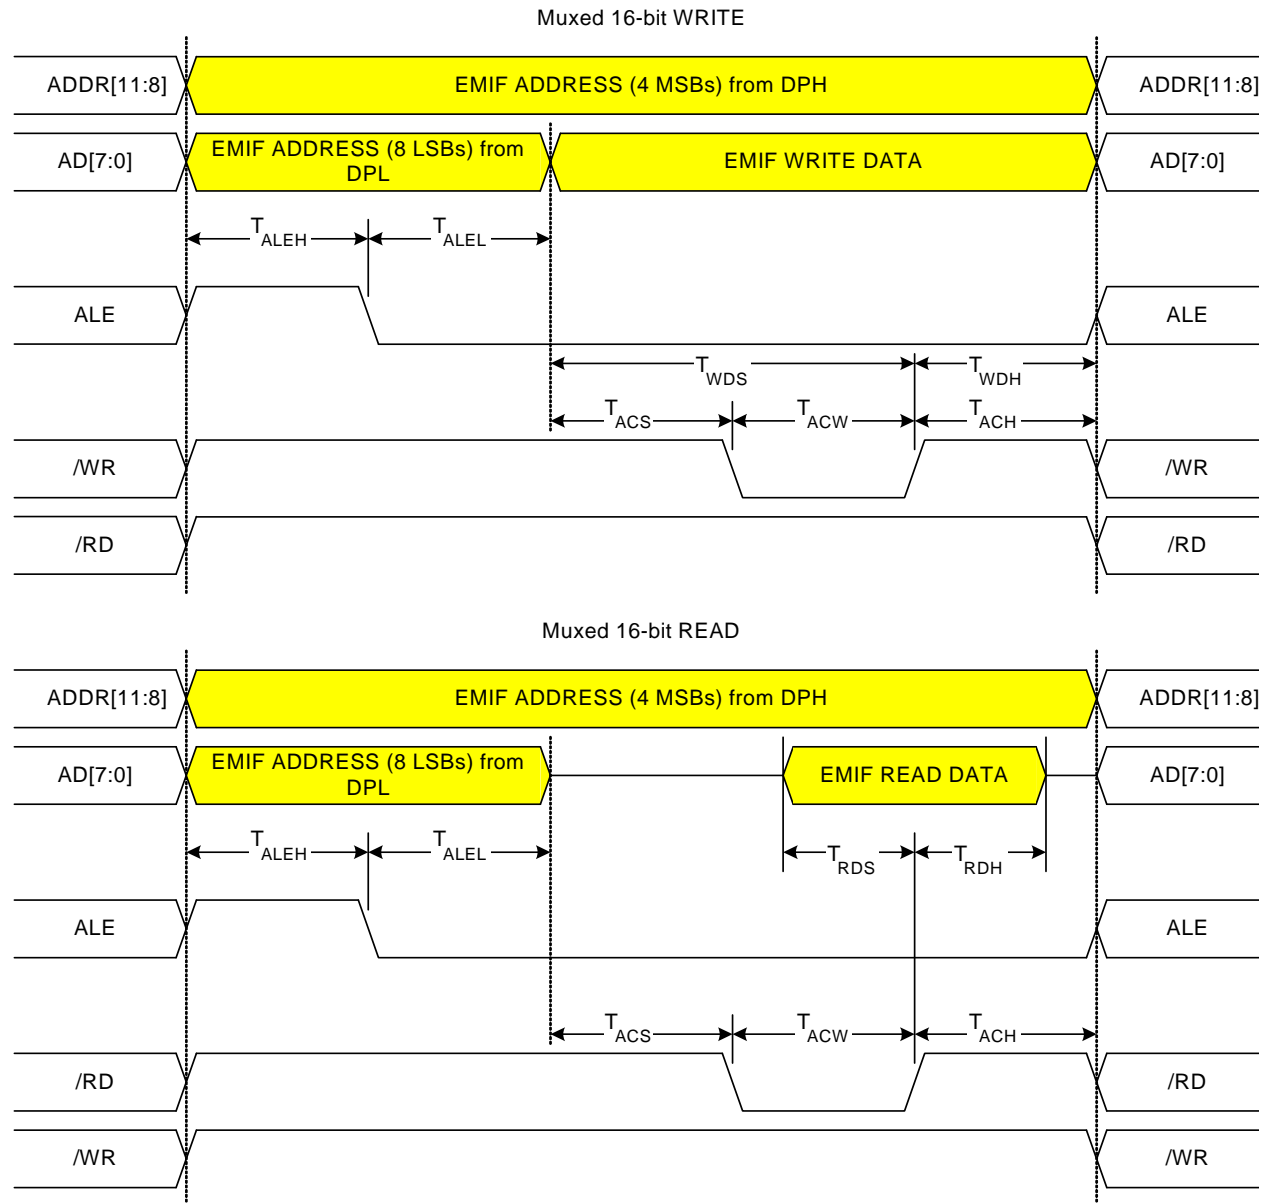 Muxed 16-bit WRITE
ADDR[11:8] EMIF ADDRESS (4 MSBs) from DPH ADDR[11:8]
AD[7:0] EMIF ADDRESS (8 LSBs) from DPL EMIF WRITE DATA AD[7:0]
TALEH TALEL
ALE ALE
TWDS TWDH
TACS TACW TACH
/WR /WR
/RD /RD
Muxed 16-bit READ
ADDR[11:8] EMIF ADDRESS (4 MSBs) from DPH ADDR[11:8]
AD[7:0] EMIF ADDRESS (8 LSBs) from DPL EMIF READ DATA AD[7:0]
TALEH TALEL TRDS TRDH
ALE ALE
TACS TACW TACH
/RD /RD
/WR /WR